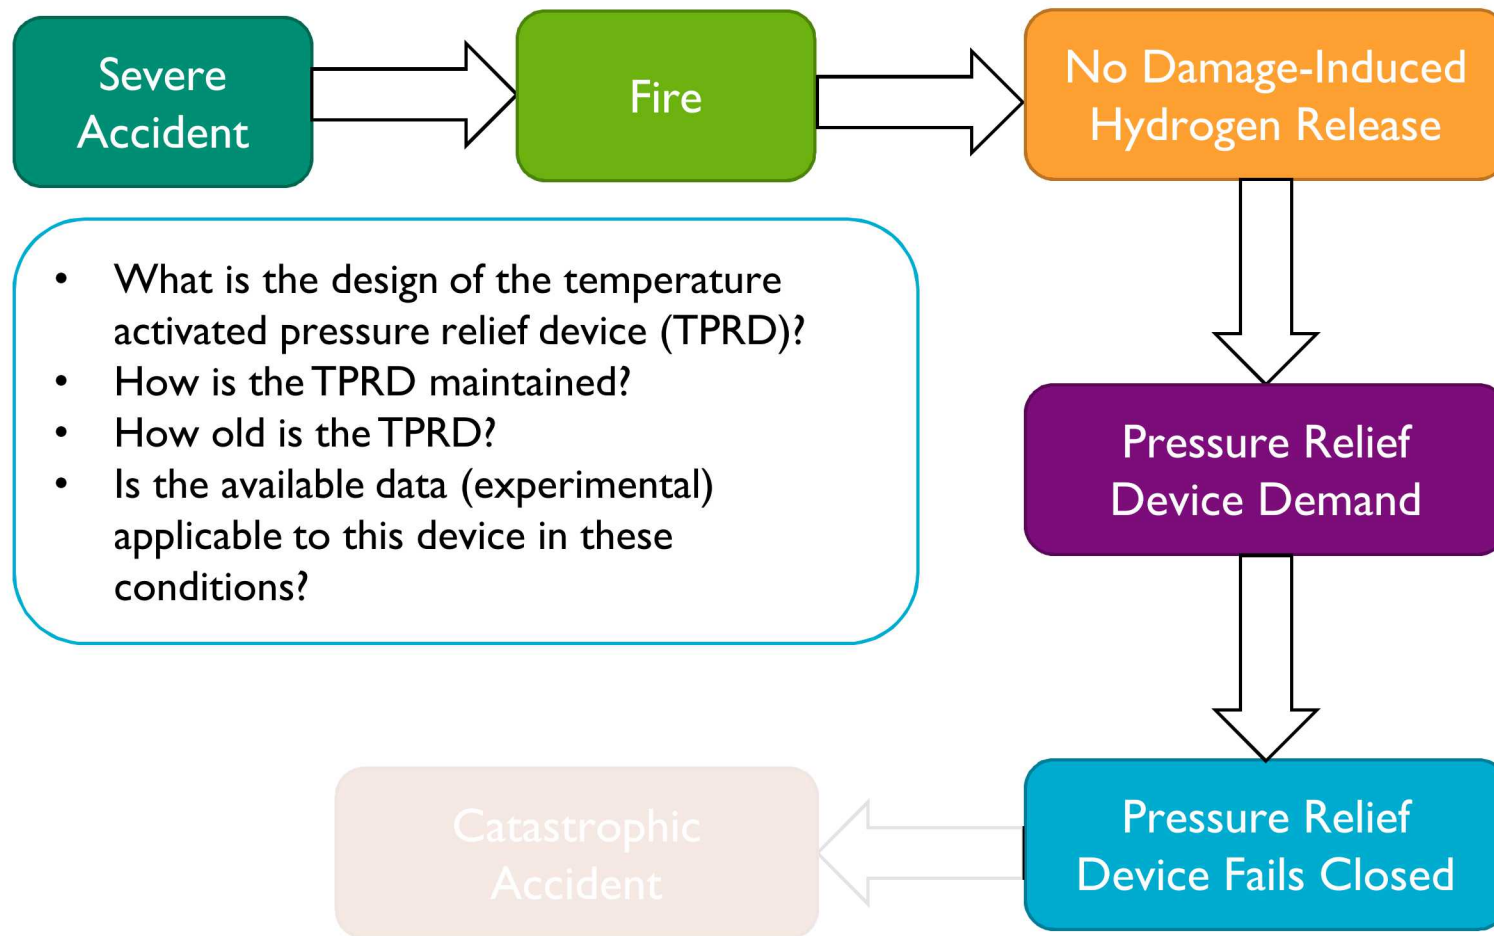 Severe
Accident
Fire
No Damage-Induced
Hydrogen Release
• What is the design of the temperature
activated pressure relief device (TPRD)?
• How is the TPRD maintained?
• How old is the TPRD?
• Is the available data (experimental)
applicable to this device in these
conditions?
Pressure Relief
Device Demand
Pressure Relief
Device Fails Closed
Catastrophic
Accident